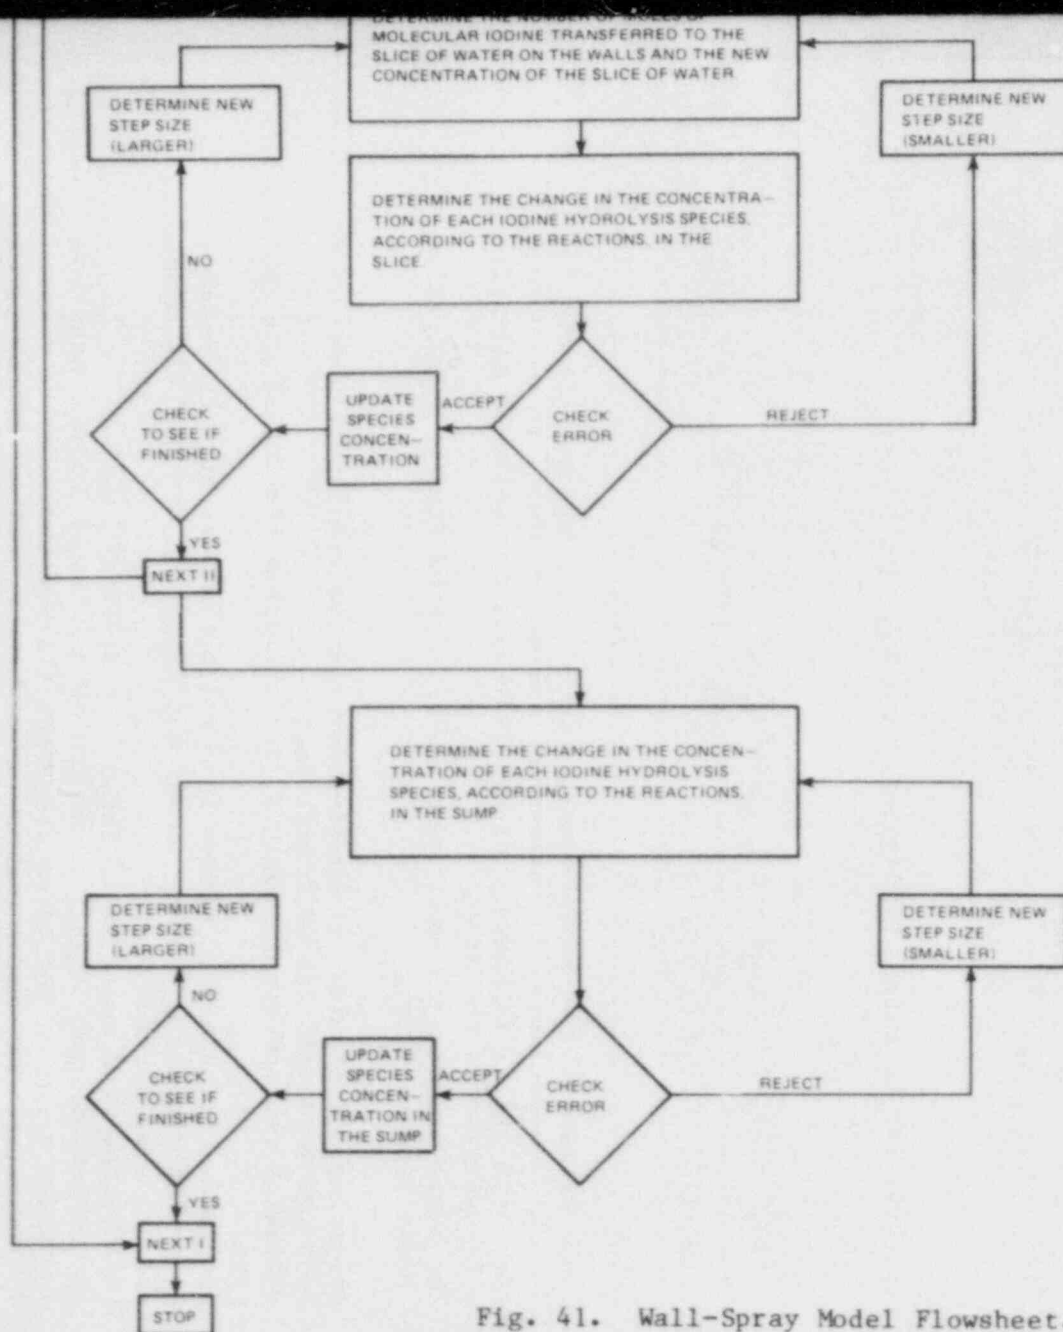 DETERMINE THE NUMBER OF MOLES OF
MOLECULAR IODINE TRANSFERRED TO THE
SLICE OF WATER ON THE WALLS AND THE NEW
CONCENTRATION OF THE SLICE OF WATER.
DETERMINE NEW
STEP SIZE
(LARGER)
DETERMINE NEW
STEP SIZE
(SMALLER)
DETERMINE THE CHANGE IN THE CONCENTRA-
TION OF EACH IODINE HYDROLYSIS SPECIES,
ACCORDING TO THE REACTIONS, IN THE
SLICE.
NO
CHECK
TO SEE IF
FINISHED
UPDATE
SPECIES
CONCEN-
TRATION
ACCEPT
CHECK
ERROR
REJECT
YES
NEXT II
DETERMINE THE CHANGE IN THE CONCEN-
TRATION OF EACH IODINE HYDROLYSIS
SPECIES, ACCORDING TO THE REACTIONS,
IN THE SUMP.
DETERMINE NEW
STEP SIZE
(LARGER)
DETERMINE NEW
STEP SIZE
(SMALLER)
NO
CHECK
TO SEE IF
FINISHED
UPDATE
SPECIES
CONCEN-
TRATION IN
THE SUMP
ACCEPT
CHECK
ERROR
REJECT
YES
NEXT I
STOP
Fig. 41. Wall-Spray Model Flowsheet